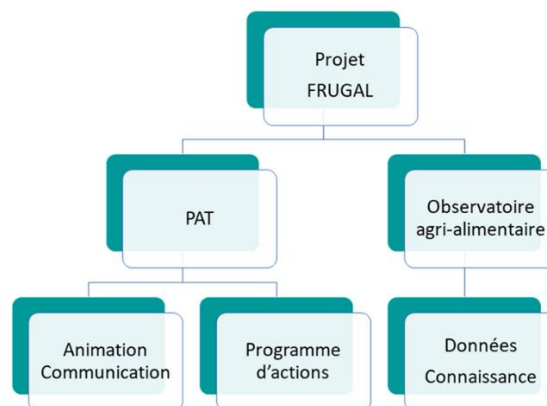 Projet
FRUGAL
PAT
Observatoire
agri-alimentaire
Animation
Communication
Programme
d'actions
Données
Connaissance